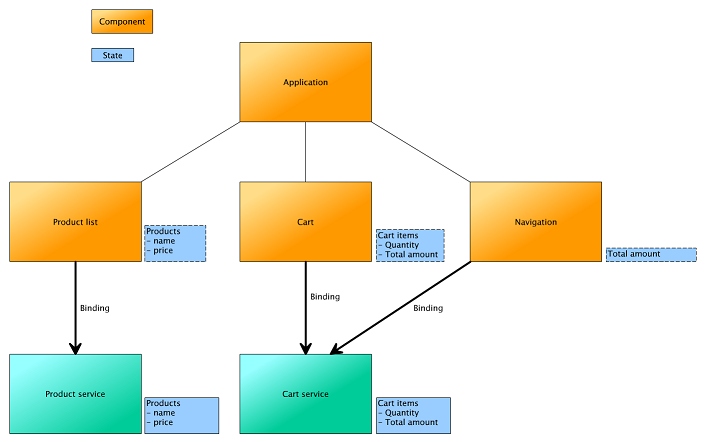 Component
State
Application
Product list
Products
- name
- price
Cart
Cart items
- Quantity
- Total amount
Navigation
Total amount
Binding
Binding
Binding
Product service
Products
- name
- price
Cart service
Cart items
- Quantity
- Total amount